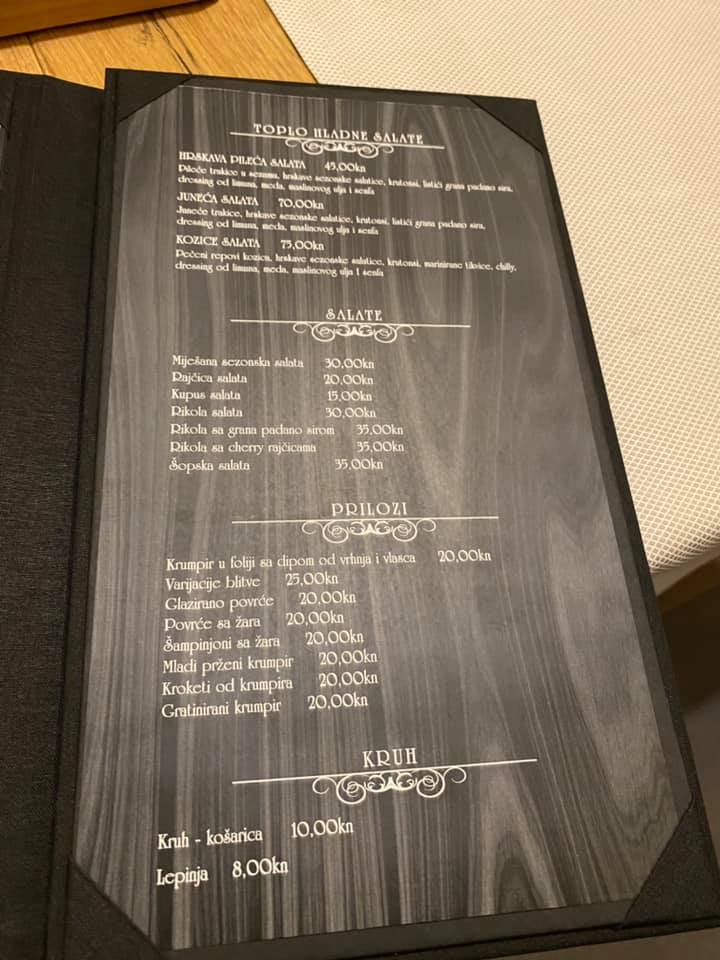 TOPLO HLADNE SALATE
HRSKAVA PILEĆA SALATA 45,00kn
Pileće trakice u sezamu, hrskave sezonske salatice, krutonsi, listići grana padano sira,
dressing od limuna, meda, maslinovog ulja i senfa
JUNEĆA SALATA 70,00kn
Juneće trakice, hrskave sezonske salatice, krutonsi, listići grana padano sira,
dressing od limuna, meda, maslinovog ulja i senfa
KOZICE SALATA 75,00kn
Pečeni repovi kozica, hrskave sezonske salatice, krutonsi, marinirane tikvice, chilly,
dressing od limuna, meda, maslinovog ulja I senfa
SALATE
Miješana sezonska salata 30,00kn
Rajčica salata 20,00kn
Kupus salata 15,00kn
Rikola salata 30,00kn
Rikola sa grana padano sirom 35,00kn
Rikola sa cherry rajčicama 35,00kn
Šopska salata 35,00kn
PRILOZI
Krumpir u foliji sa dipom od vrhnja i vlasca 20,00kn
Varijacije blitve 25,00kn
Glazirano povrće 20,00kn
Povrće sa žara 20,00kn
Šampinjoni sa žara 20,00kn
Mladi prženi krumpir 20,00kn
Kroketi od krumpira 20,00kn
Gratinirani krumpir 20,00kn
KRUH
Kruh - košarica 10,00kn
Lepinja 8,00kn